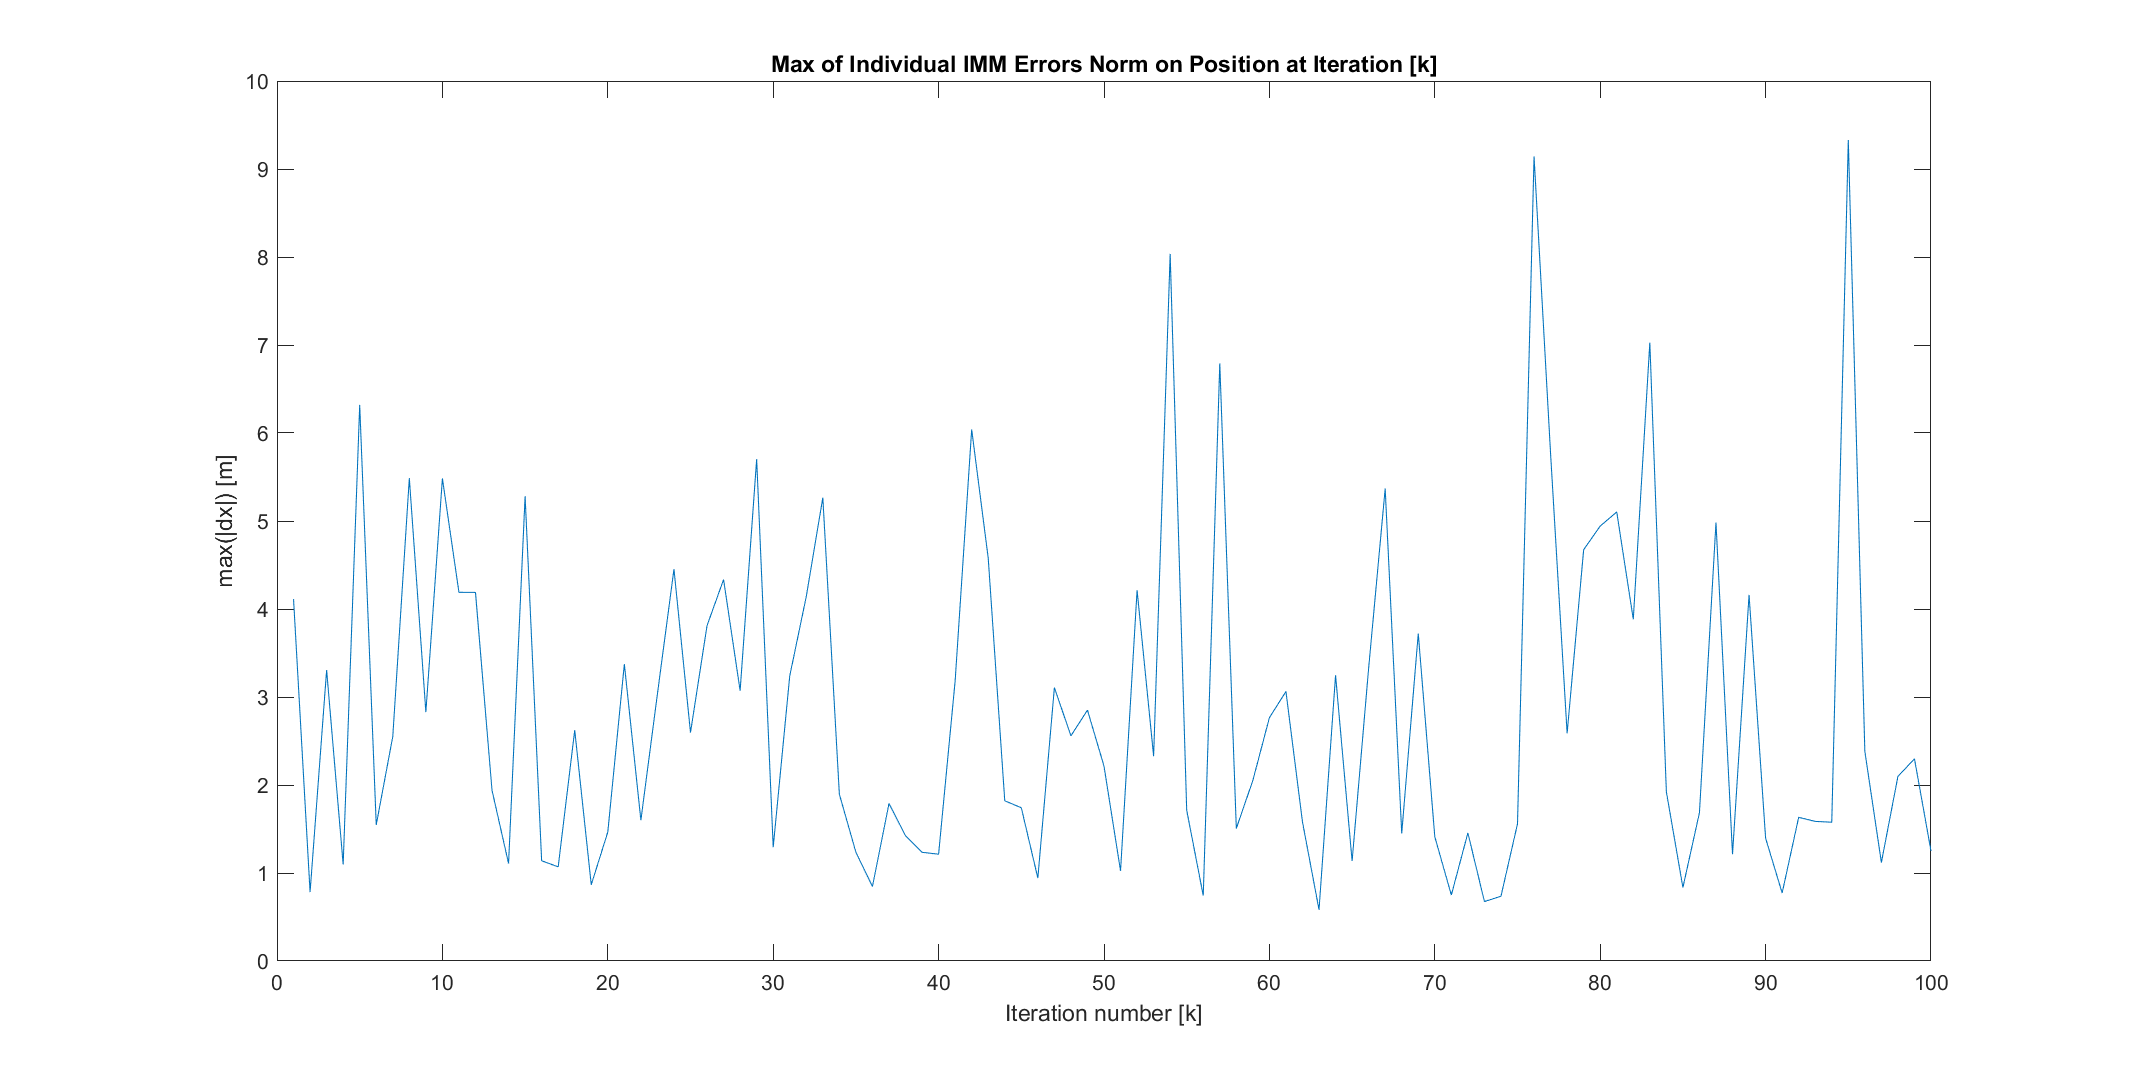 Max of Individual IMM Errors Norm on Position at Iteration [k]
10
9
8
7
6
5
4
3
2
1
0
max(|dx|) [m]
0 10 20 30 40 50 60 70 80 90 100
Iteration number [k]